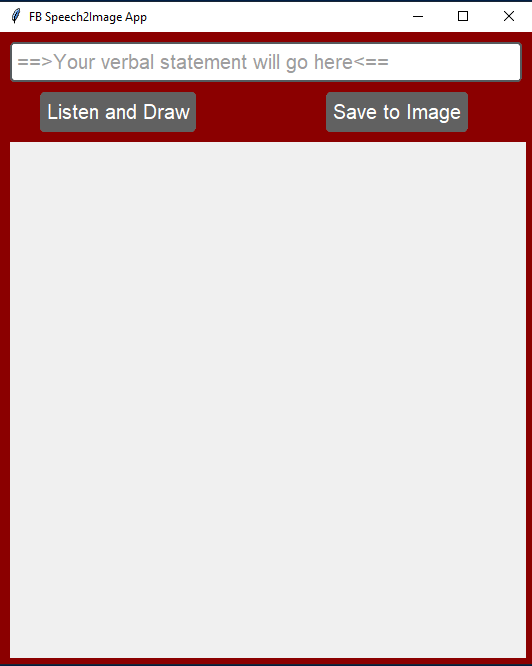 FB Speech2Image App
==>Your verbal statement will go here<==
Listen and Draw
Save to Image